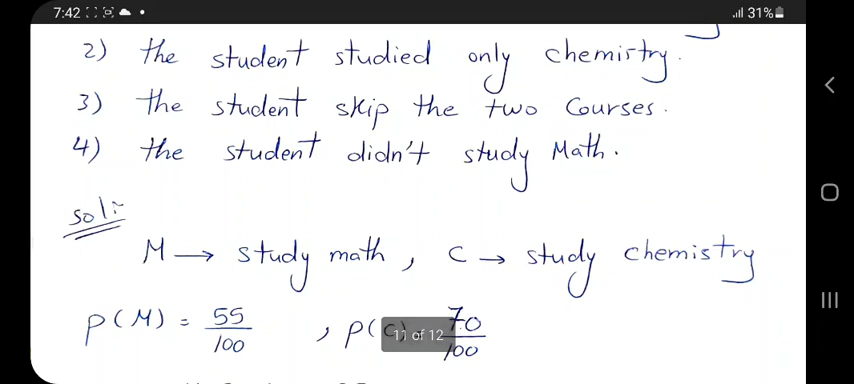 7:42 31%
2) the student studied only chemistry.
3) the student skip the two Courses.
4) the student didn't study Math.
sol:
M → study math, C → study chemistry
P(M) = 55/100, P(C) 70/100
11 of 12